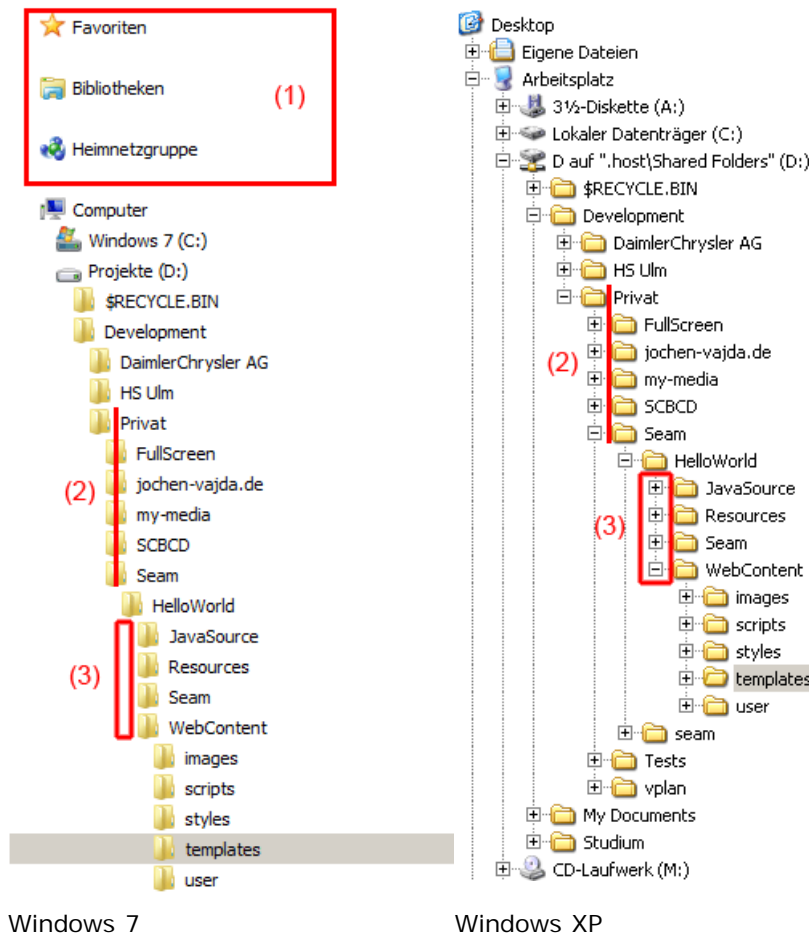 Favoriten
Bibliotheken
(1)
Heimnetzgruppe
Computer
Windows 7 (C:)
Projekte (D:)
$RECYCLE.BIN
Development
DaimlerChrysler AG
HS Ulm
Privat
FullScreen
(2)
jochen-vajda.de
my-media
SCBCD
Seam
HelloWorld
JavaSource
(3)
Resources
Seam
WebContent
images
scripts
styles
templates
user
Windows 7
Desktop
Eigene Dateien
Arbeitsplatz
3½-Diskette (A:)
Lokaler Datenträger (C:)
D auf ".host\Shared Folders" (D:)
$RECYCLE.BIN
Development
DaimlerChrysler AG
HS Ulm
Privat
FullScreen
(2)
jochen-vajda.de
my-media
SCBCD
Seam
HelloWorld
JavaSource
(3)
Resources
Seam
WebContent
images
scripts
styles
templates
user
seam
Tests
vplan
My Documents
Studium
CD-Laufwerk (M:)
Windows XP